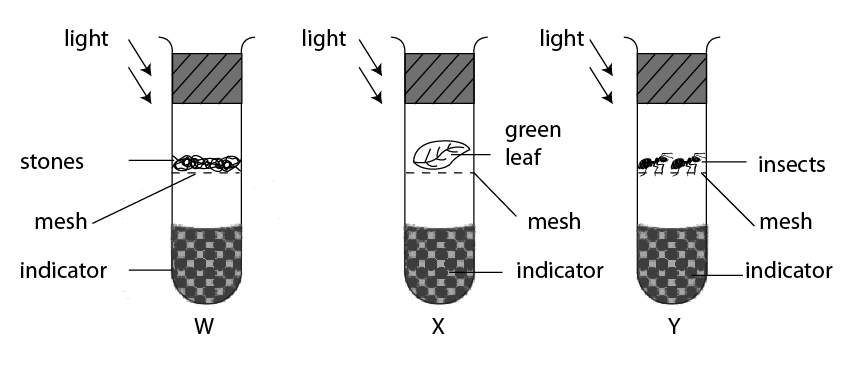 light
light
light
stones
green
leaf
insects
mesh
mesh
mesh
indicator
indicator
indicator
W
X
Y